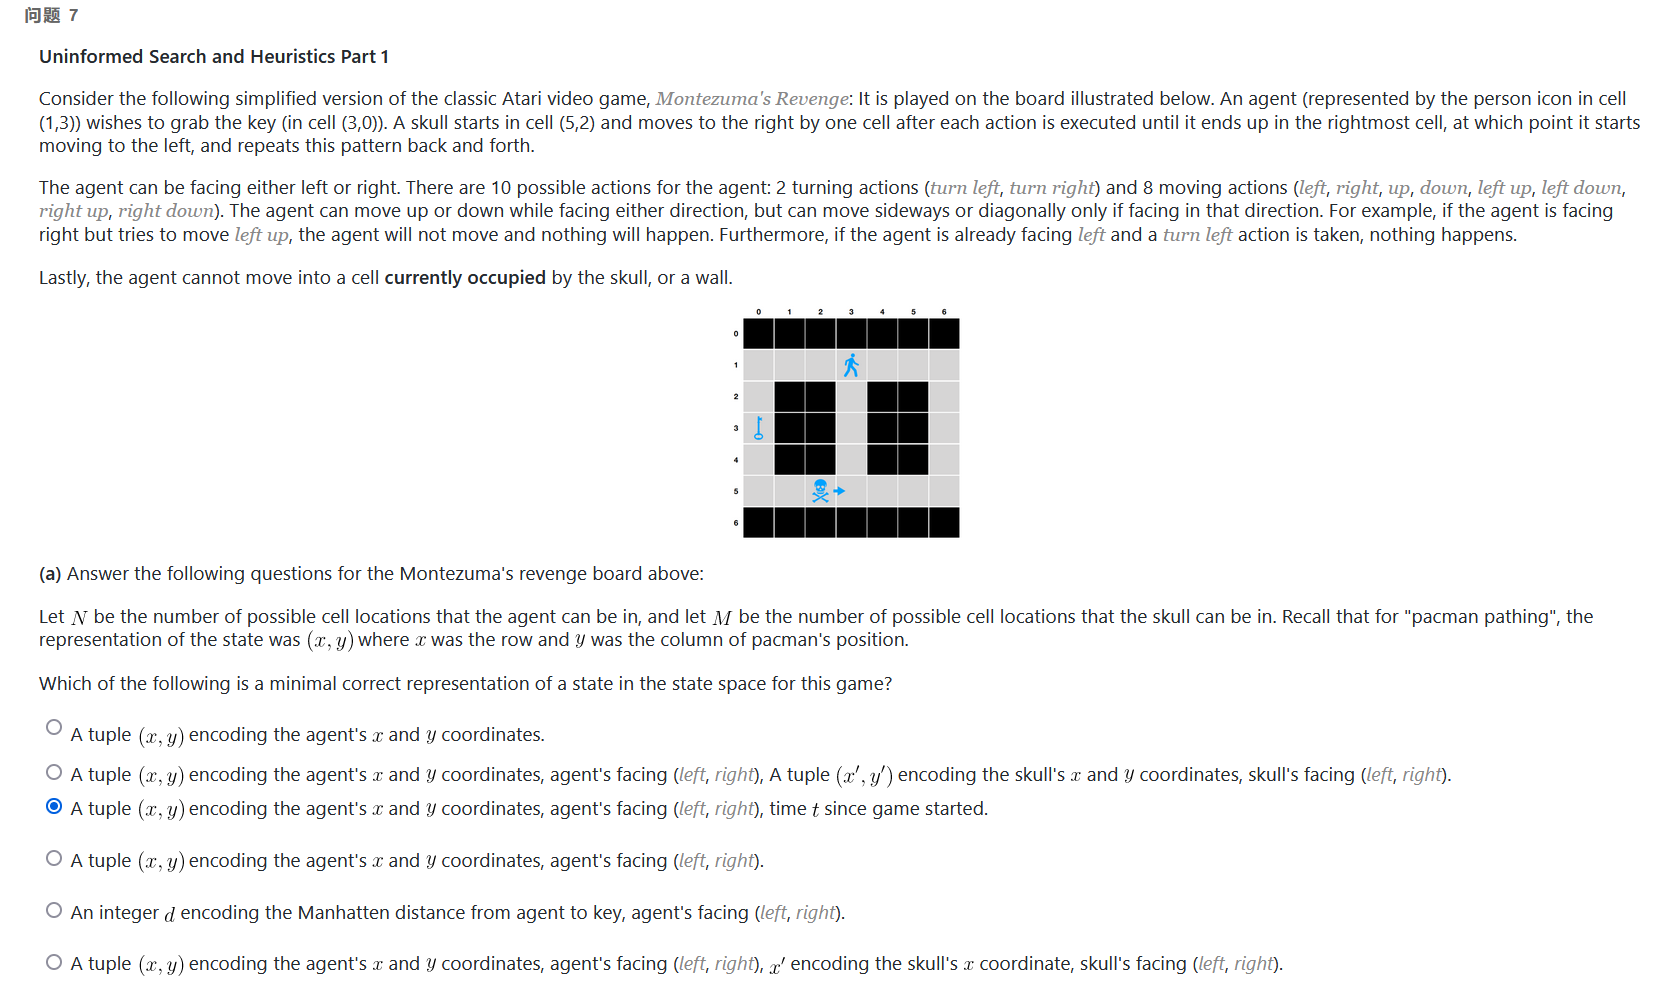 问题 7
Uninformed Search and Heuristics Part 1
Consider the following simplified version of the classic Atari video game, Montezuma's Revenge: It is played on the board illustrated below. An agent (represented by the person icon in cell
(1,3)) wishes to grab the key (in cell (3,0)). A skull starts in cell (5,2) and moves to the right by one cell after each action is executed until it ends up in the rightmost cell, at which point it starts
moving to the left, and repeats this pattern back and forth.
The agent can be facing either left or right. There are 10 possible actions for the agent: 2 turning actions (turn left, turn right) and 8 moving actions (left, right, up, down, left up, left down,
right up, right down). The agent can move up or down while facing either direction, but can move sideways or diagonally only if facing in that direction. For example, if the agent is facing
right but tries to move left up, the agent will not move and nothing will happen. Furthermore, if the agent is already facing left and a turn left action is taken, nothing happens.
Lastly, the agent cannot move into a cell currently occupied by the skull, or a wall.
0 1 2 3 4 5 6
0
1
2
3
4
5
6
(a) Answer the following questions for the Montezuma's revenge board above:
Let N be the number of possible cell locations that the agent can be in, and let M be the number of possible cell locations that the skull can be in. Recall that for "pacman pathing", the
representation of the state was (x, y) where x was the row and y was the column of pacman's position.
Which of the following is a minimal correct representation of a state in the state space for this game?
A tuple (x, y) encoding the agent's x and y coordinates.
A tuple (x, y) encoding the agent's x and y coordinates, agent's facing (left, right), A tuple (x', y') encoding the skull's x and y coordinates, skull's facing (left, right).
A tuple (x, y) encoding the agent's x and y coordinates, agent's facing (left, right), time t since game started.
A tuple (x, y) encoding the agent's x and y coordinates, agent's facing (left, right).
An integer d encoding the Manhatten distance from agent to key, agent's facing (left, right).
A tuple (x, y) encoding the agent's x and y coordinates, agent's facing (left, right), x' encoding the skull's x coordinate, skull's facing (left, right).